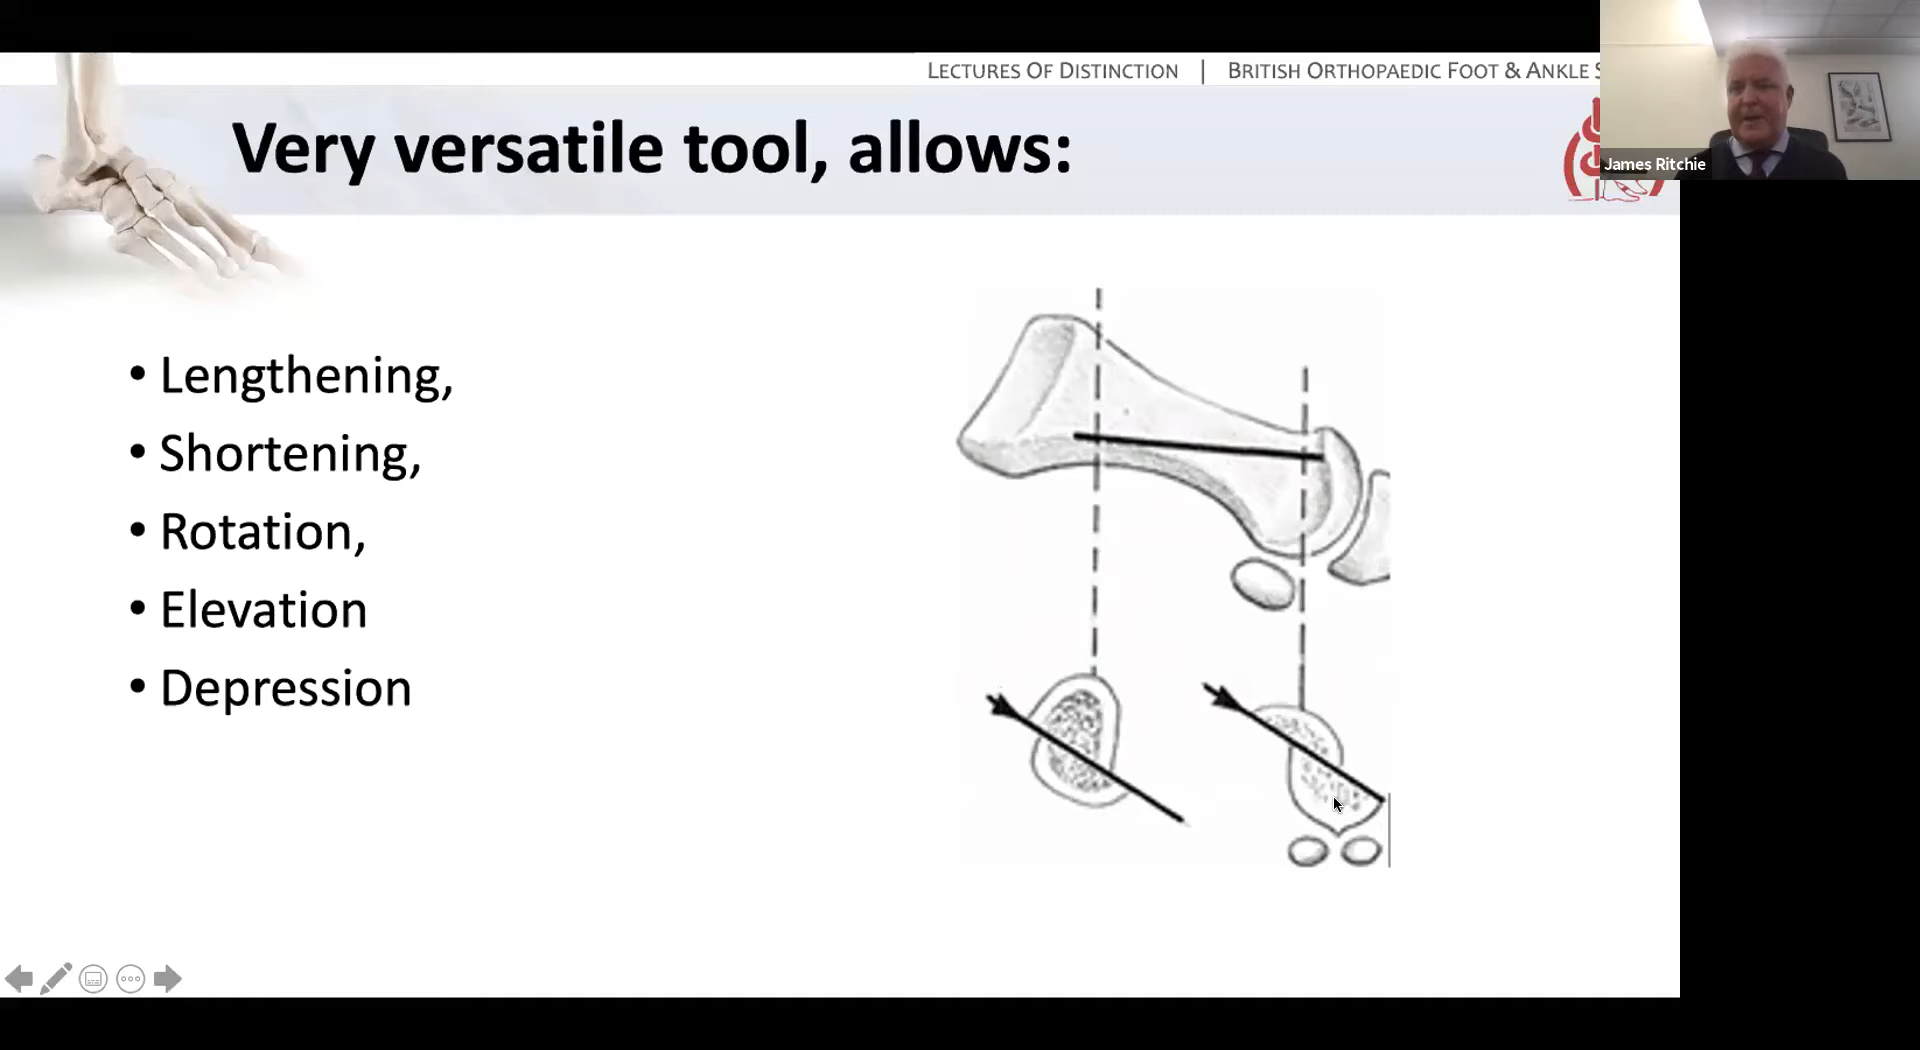 LECTURES OF DISTINCTION | BRITISH ORTHOPAEDIC FOOT & ANKLE S
James Ritchie
Very versatile tool, allows:
• Lengthening,
• Shortening,
• Rotation,
• Elevation
• Depression